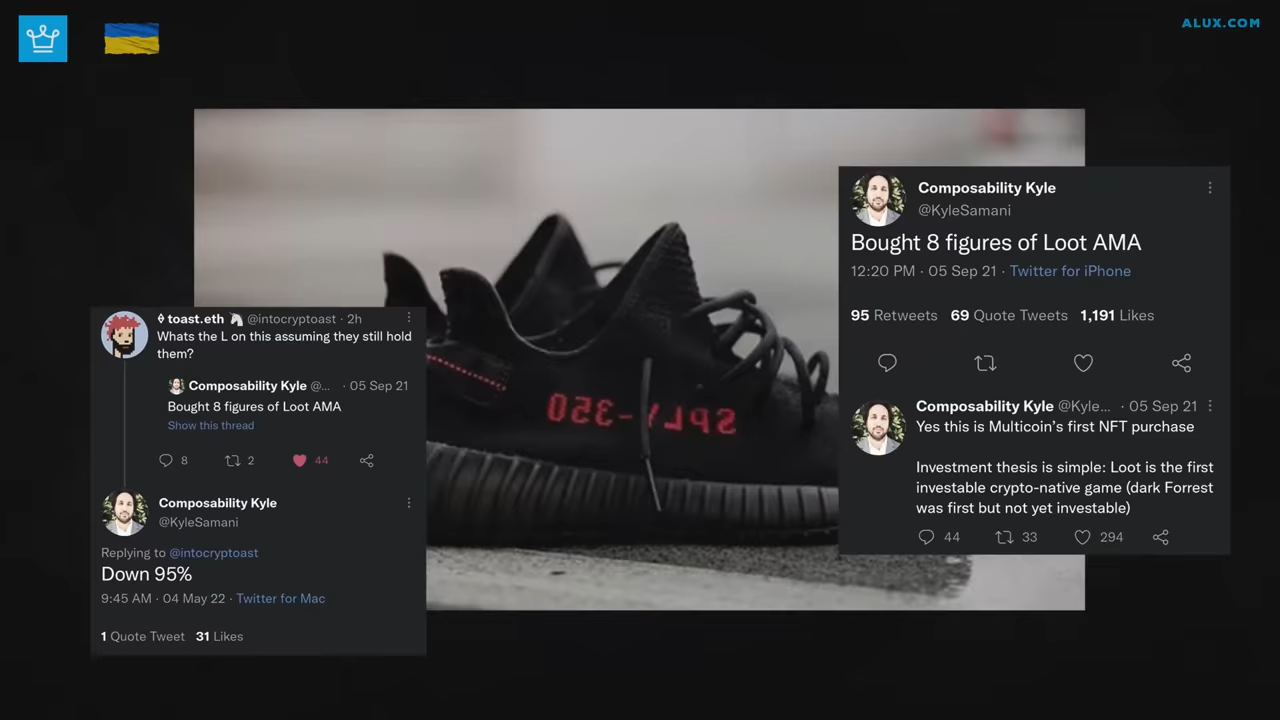 ALUX.COM
Composability Kyle
@KyleSamani
Bought 8 figures of Loot AMA
12:20 PM · 05 Sep 21 · Twitter for iPhone
95 Retweets 69 Quote Tweets 1,191 Likes
Composability Kyle @Kyle... · 05 Sep 21
Yes this is Multicoin's first NFT purchase
Investment thesis is simple: Loot is the first
investable crypto-native game (dark Forrest
was first but not yet investable)
44 33 294
toast.eth @intocryptoast · 2h
Whats the L on this assuming they still hold
them?
Composability Kyle @... · 05 Sep 21
Bought 8 figures of Loot AMA
Show this thread
8 2 44
Composability Kyle
@KyleSamani
Replying to @intocryptoast
Down 95%
9:45 AM · 04 May 22 · Twitter for Mac
1 Quote Tweet 31 Likes
SPLY-350